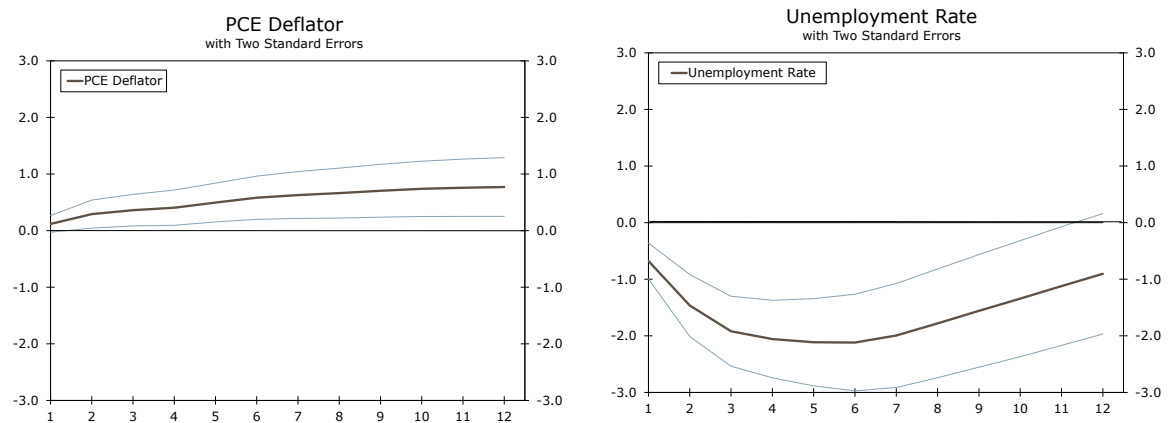 PCE Deflator
with Two Standard Errors
3.0 3.0
PCE Deflator
2.0 2.0
1.0 1.0
0.0 0.0
-1.0 -1.0
-2.0 -2.0
-3.0 -3.0
1 2 3 4 5 6 7 8 9 10 11 12
Unemployment Rate
with Two Standard Errors
3.0 3.0
Unemployment Rate
2.0 2.0
1.0 1.0
0.0 0.0
-1.0 -1.0
-2.0 -2.0
-3.0 -3.0
1 2 3 4 5 6 7 8 9 10 11 12